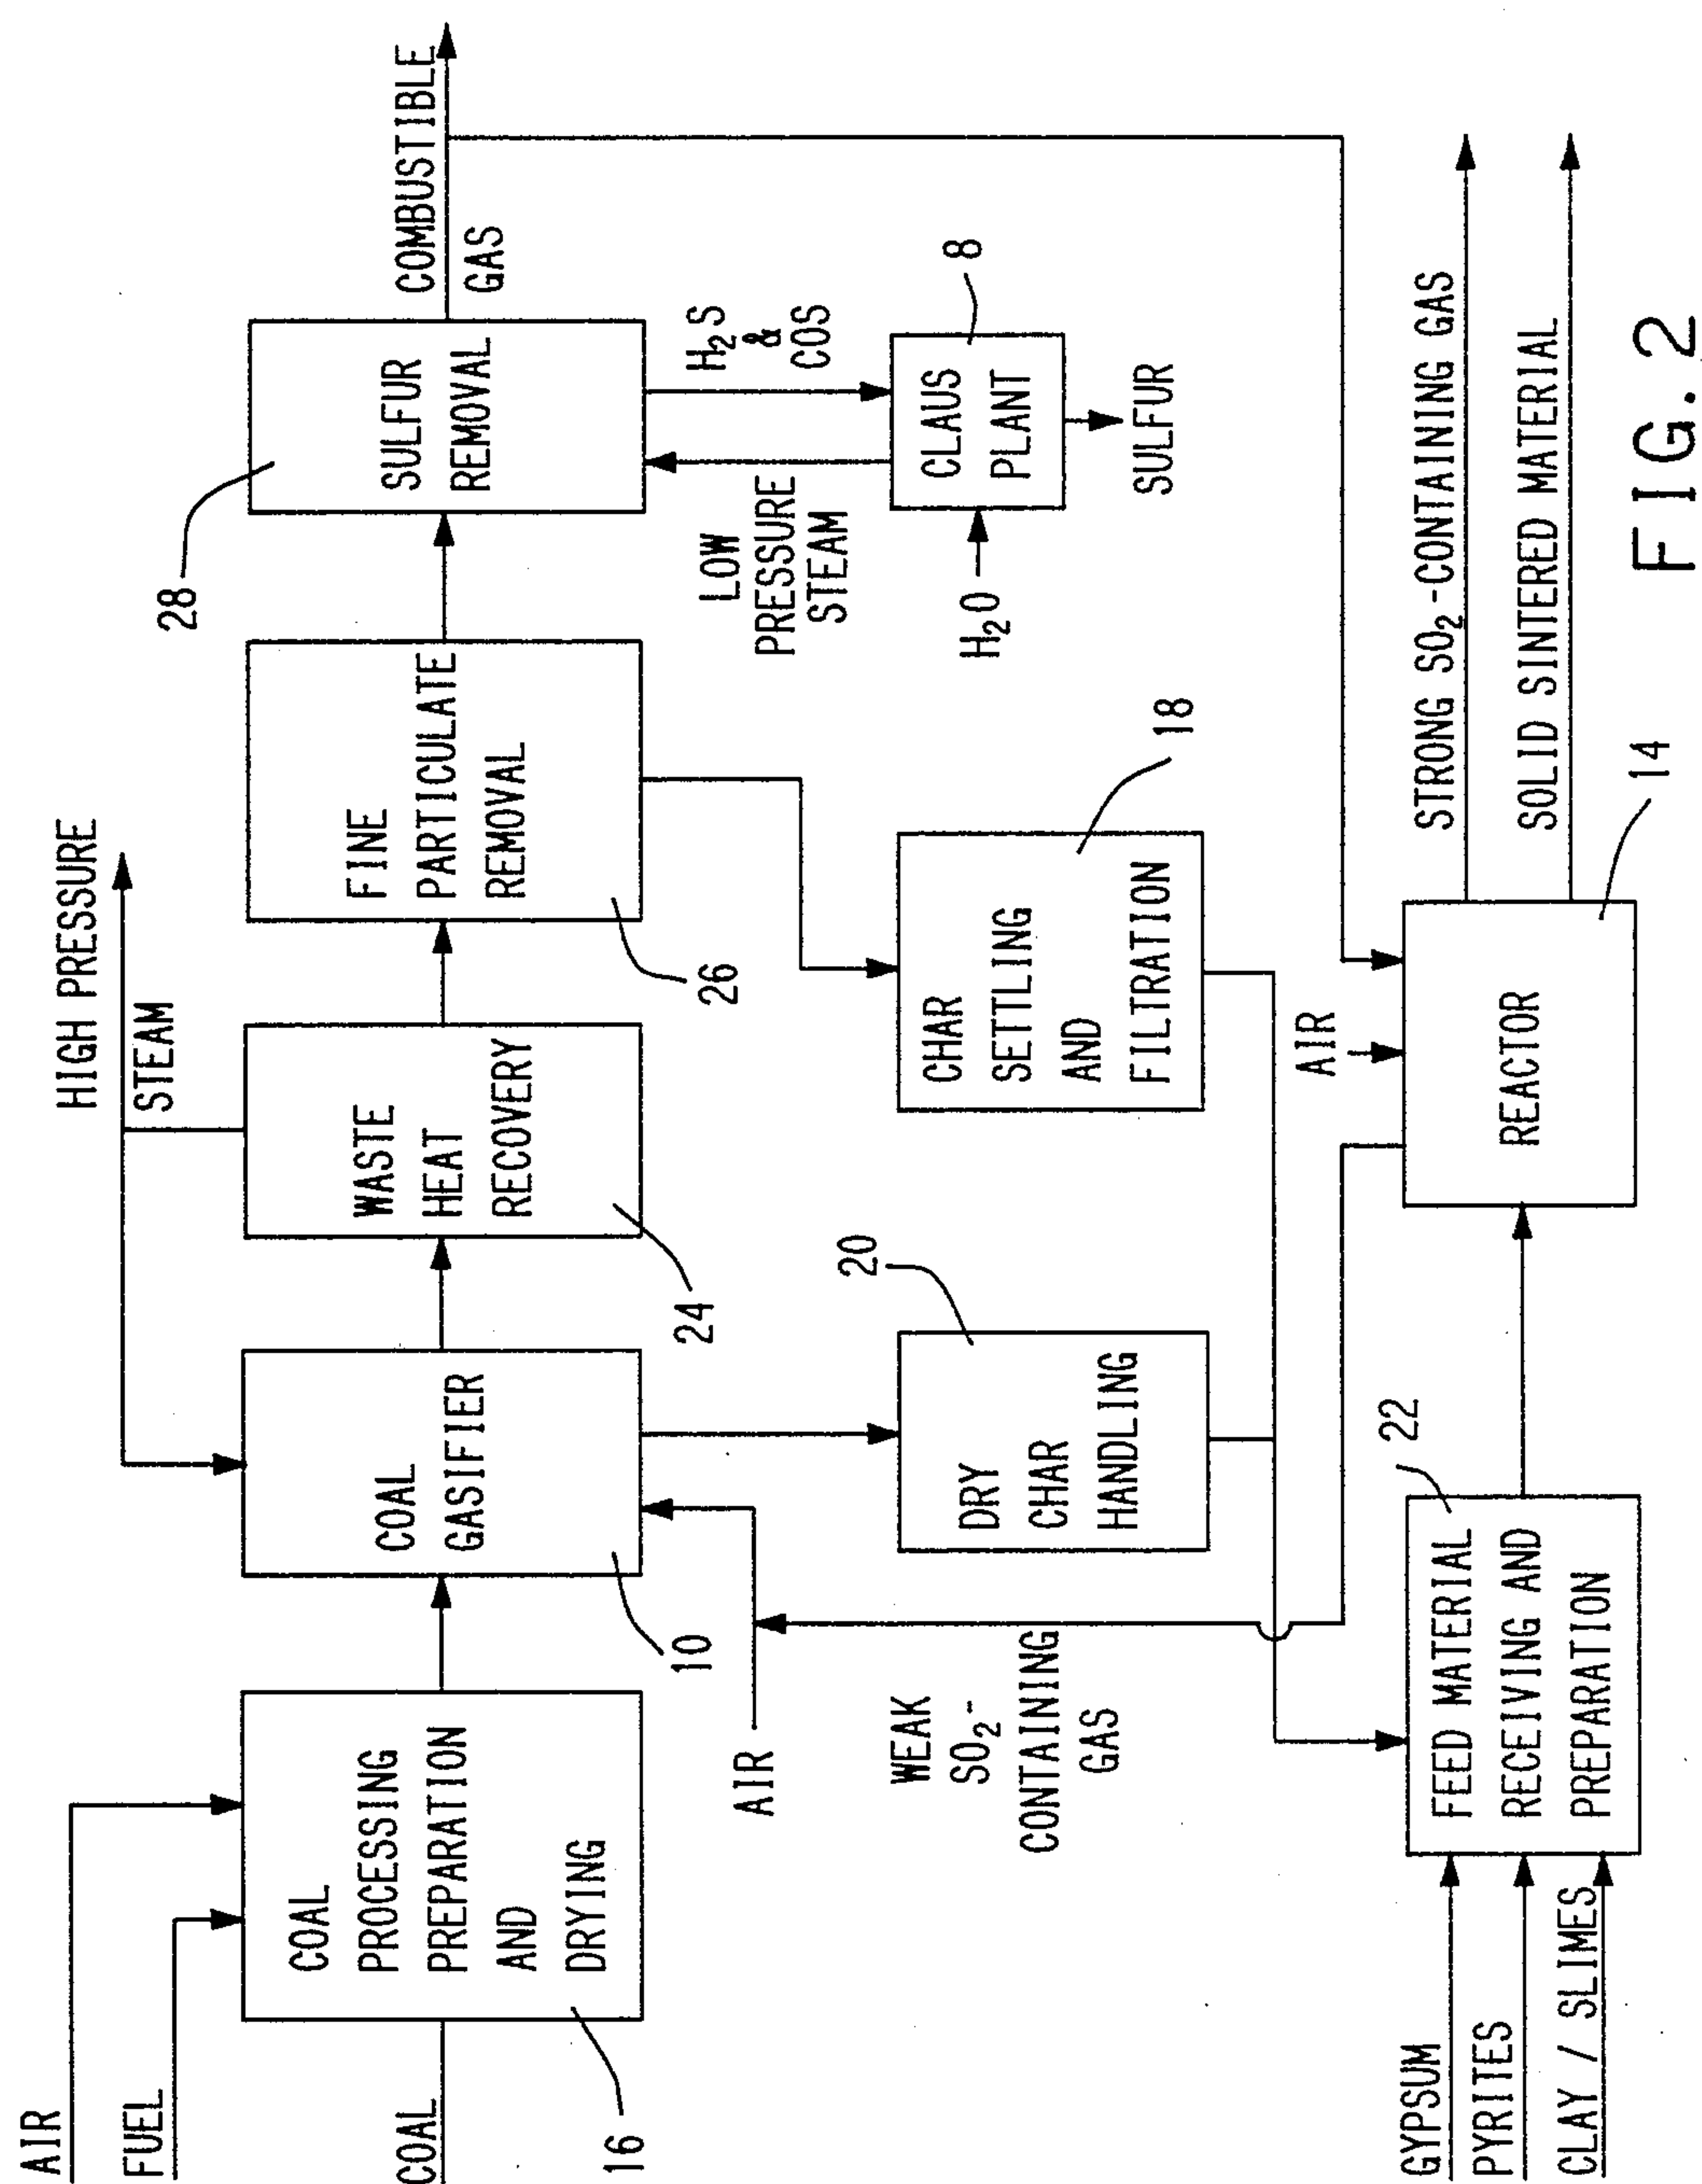 AIR
FUEL
COAL
COAL
PROCESSING
PREPARATION
AND
DRYING
16
COAL
GASIFIER
10
HIGH PRESSURE
STEAM
WASTE
HEAT
RECOVERY
24
FINE
PARTICULATE
REMOVAL
26
SULFUR
REMOVAL
28
COMBUSTIBLE
GAS
AIR
WEAK
SO₂-
CONTAINING
GAS
DRY
CHAR
HANDLING
20
CHAR
SETTLING
AND
FILITRATION
18
LOW
PRESSURE
STEAM
H₂S
&
COS
H₂O
CLAUS
PLANT
8
SULFUR
GYPSUM
PYRITES
CLAY / SLIMES
FEED MATERIAL
RECEIVING AND
PREPARATION
22
AIR
REACTOR
14
STRONG SO₂-CONTAINING GAS
SOLID SINTERED MATERIAL
FIG. 2